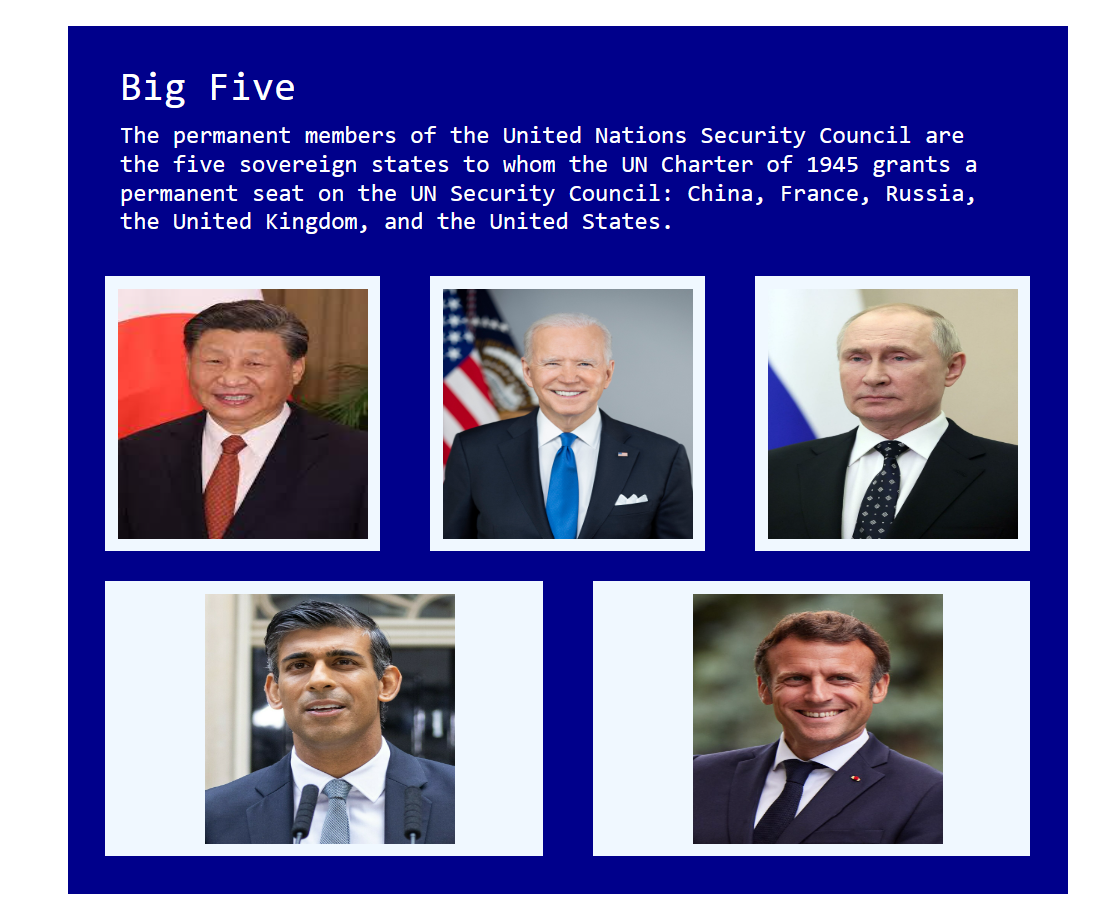 Big Five
The permanent members of the United Nations Security Council are
the five sovereign states to whom the UN Charter of 1945 grants a
permanent seat on the UN Security Council: China, France, Russia,
the United Kingdom, and the United States.